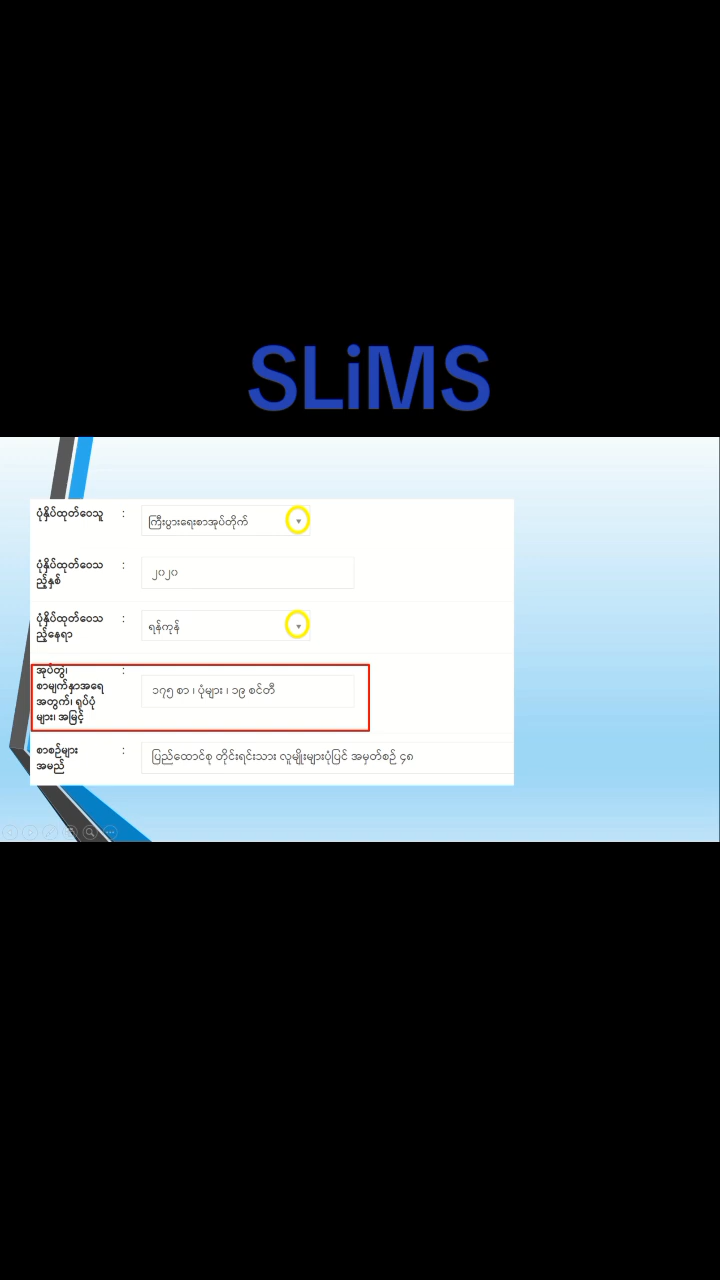 SLiMS
ပုံနှိပ်ထုတ်ဝေသူ : ကြီးပွားရေးစာအုပ်တိုက်
ပုံနှိပ်ထုတ်ဝေသ : ၂၀၂၀
ည့်နှစ်
ပုံနှိပ်ထုတ်ဝေသ : ရန်ကုန်
ည့်နေရာ
အုပ်တွဲ၊ :
စာမျက်နှာအရေ ၁၇၅ စာ ၊ ပုံများ ၊ ၁၉ စင်တီ
အတွက်၊ ရုပ်ပုံ
များ၊ အမြင့်
စာစဉ်များ : ပြည်ထောင်စု တိုင်းရင်းသား လူမျိုးများပုံပြင် အမှတ်စဉ် ၄၈
အမည်